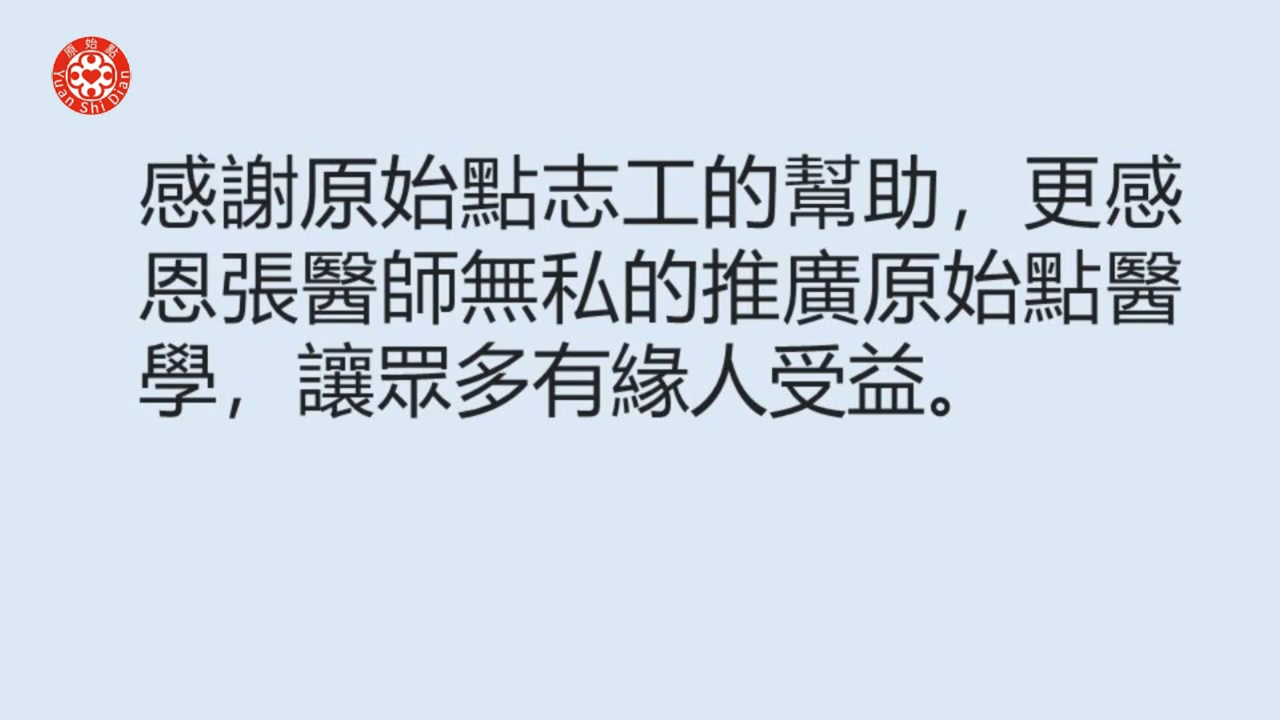 原始點
Yuan Shi Dian
感謝原始點志工的幫助，更感
恩張醫師無私的推廣原始點醫
學，讓眾多有緣人受益。